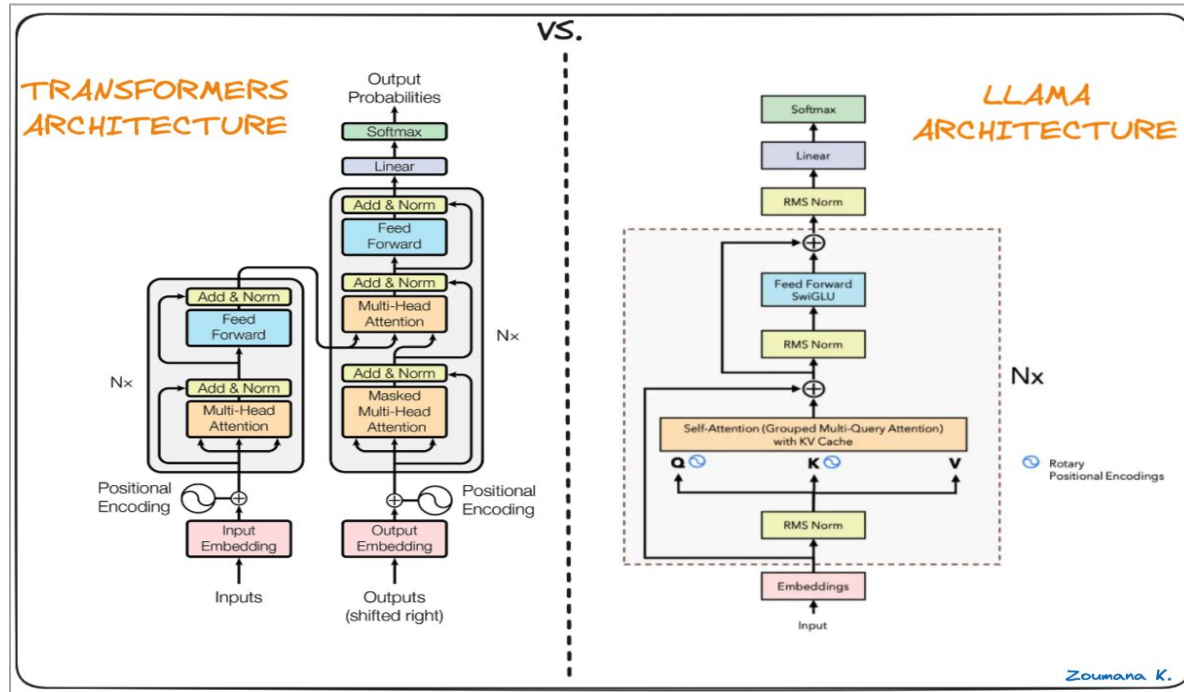 VS.
TRANSFORMERS
ARCHITECTURE
Output
Probabilities
Softmax
Linear
Add & Norm
Feed
Forward
Add & Norm
Multi-Head
Attention
Add & Norm
Masked
Multi-Head
Attention
Nx
Add & Norm
Feed
Forward
Add & Norm
Multi-Head
Attention
Nx
Positional
Encoding
Positional
Encoding
Input
Embedding
Output
Embedding
Inputs
Outputs
(shifted right)
LLAMA
ARCHITECTURE
Softmax
Linear
RMS Norm
Feed Forward
SwiGLU
RMS Norm
Nx
Self-Attention (Grouped Multi-Query Attention)
with KV Cache
Q K V
Rotary
Positional Encodings
RMS Norm
Embeddings
Input
Zoumana K.